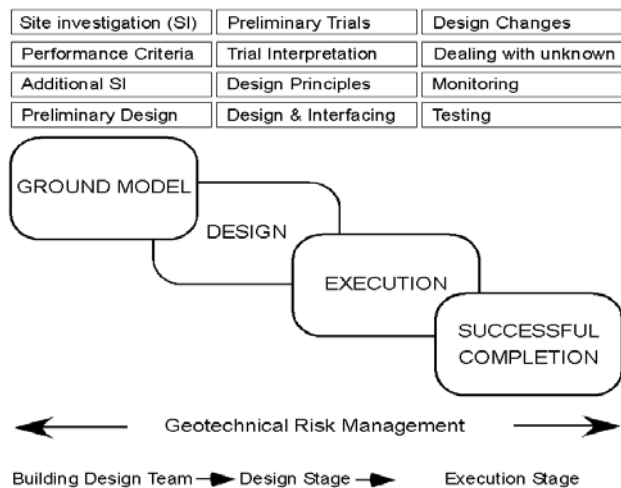 Site investigation (SI) Preliminary Trials Design Changes
Performance Criteria Trial Interpretation Dealing with unknown
Additional SI Design Principles Monitoring
Preliminary Design Design & Interfacing Testing
GROUND MODEL
DESIGN
EXECUTION
SUCCESSFUL
COMPLETION
Geotechnical Risk Management
Building Design Team Design Stage Execution Stage